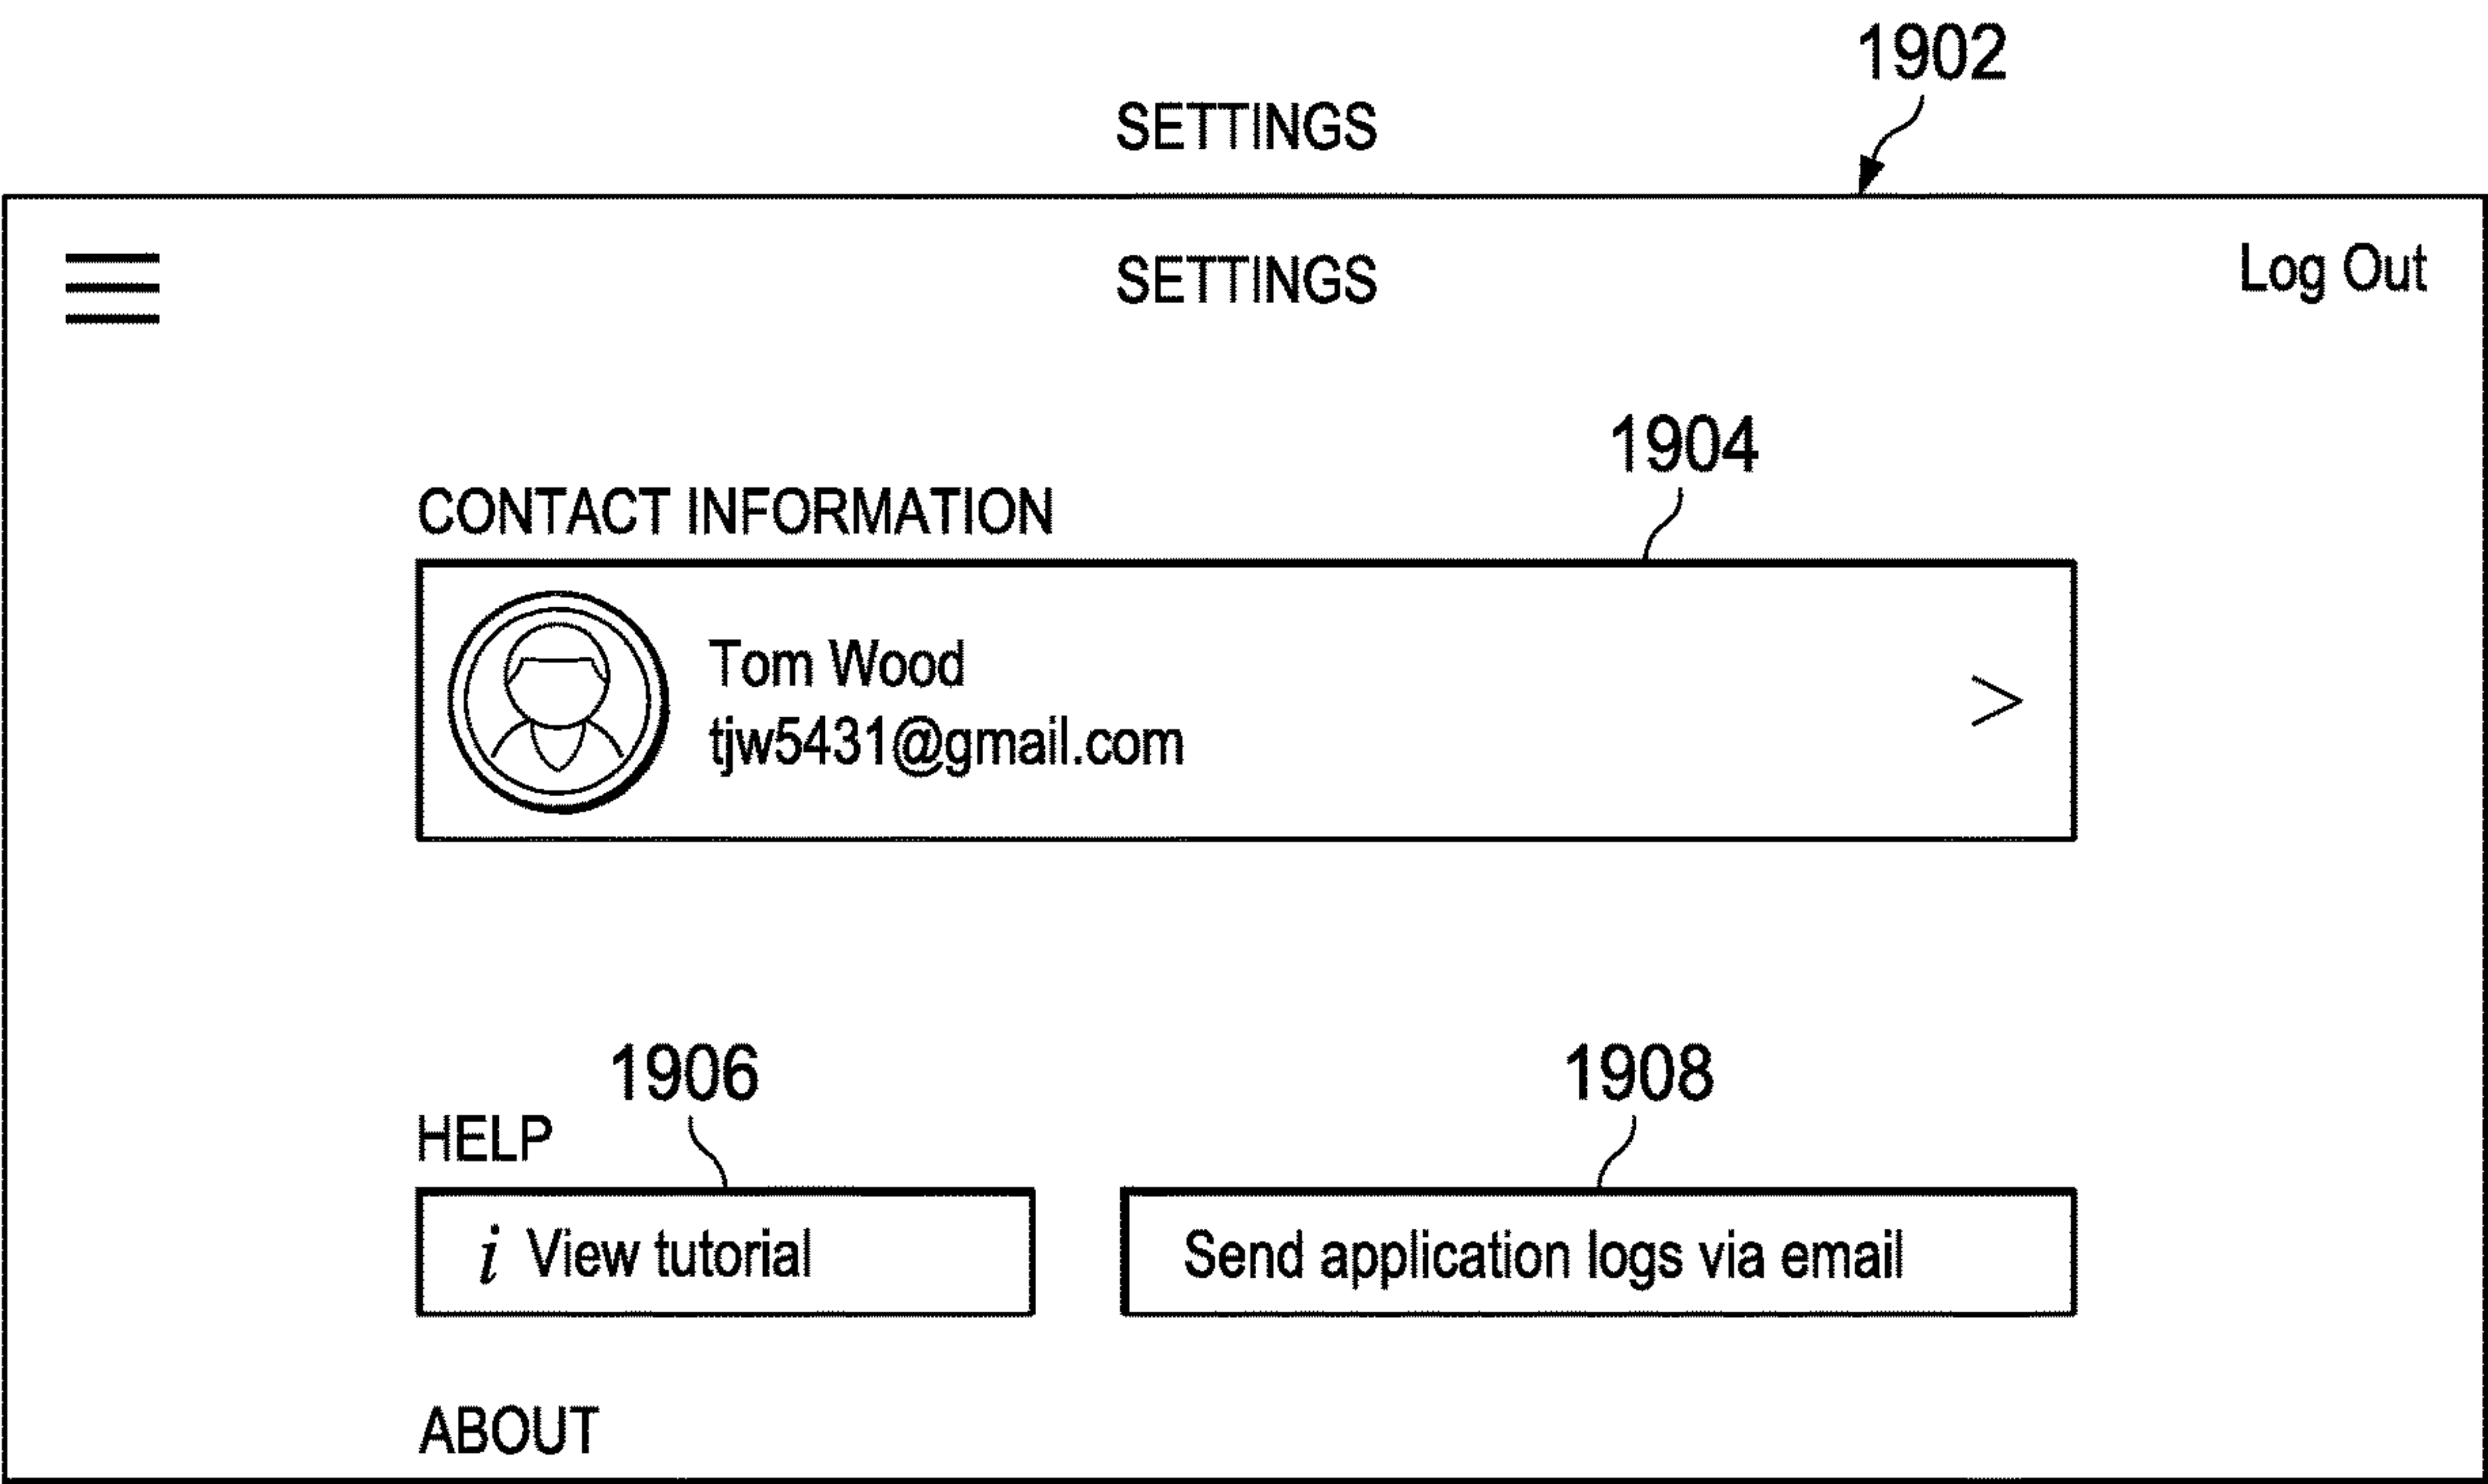 1902
SETTINGS
SETTINGS
Log Out
1904
CONTACT INFORMATION
Tom Wood
tjw5431@gmail.com
>
1906
1908
HELP
i View tutorial
Send application logs via email
ABOUT